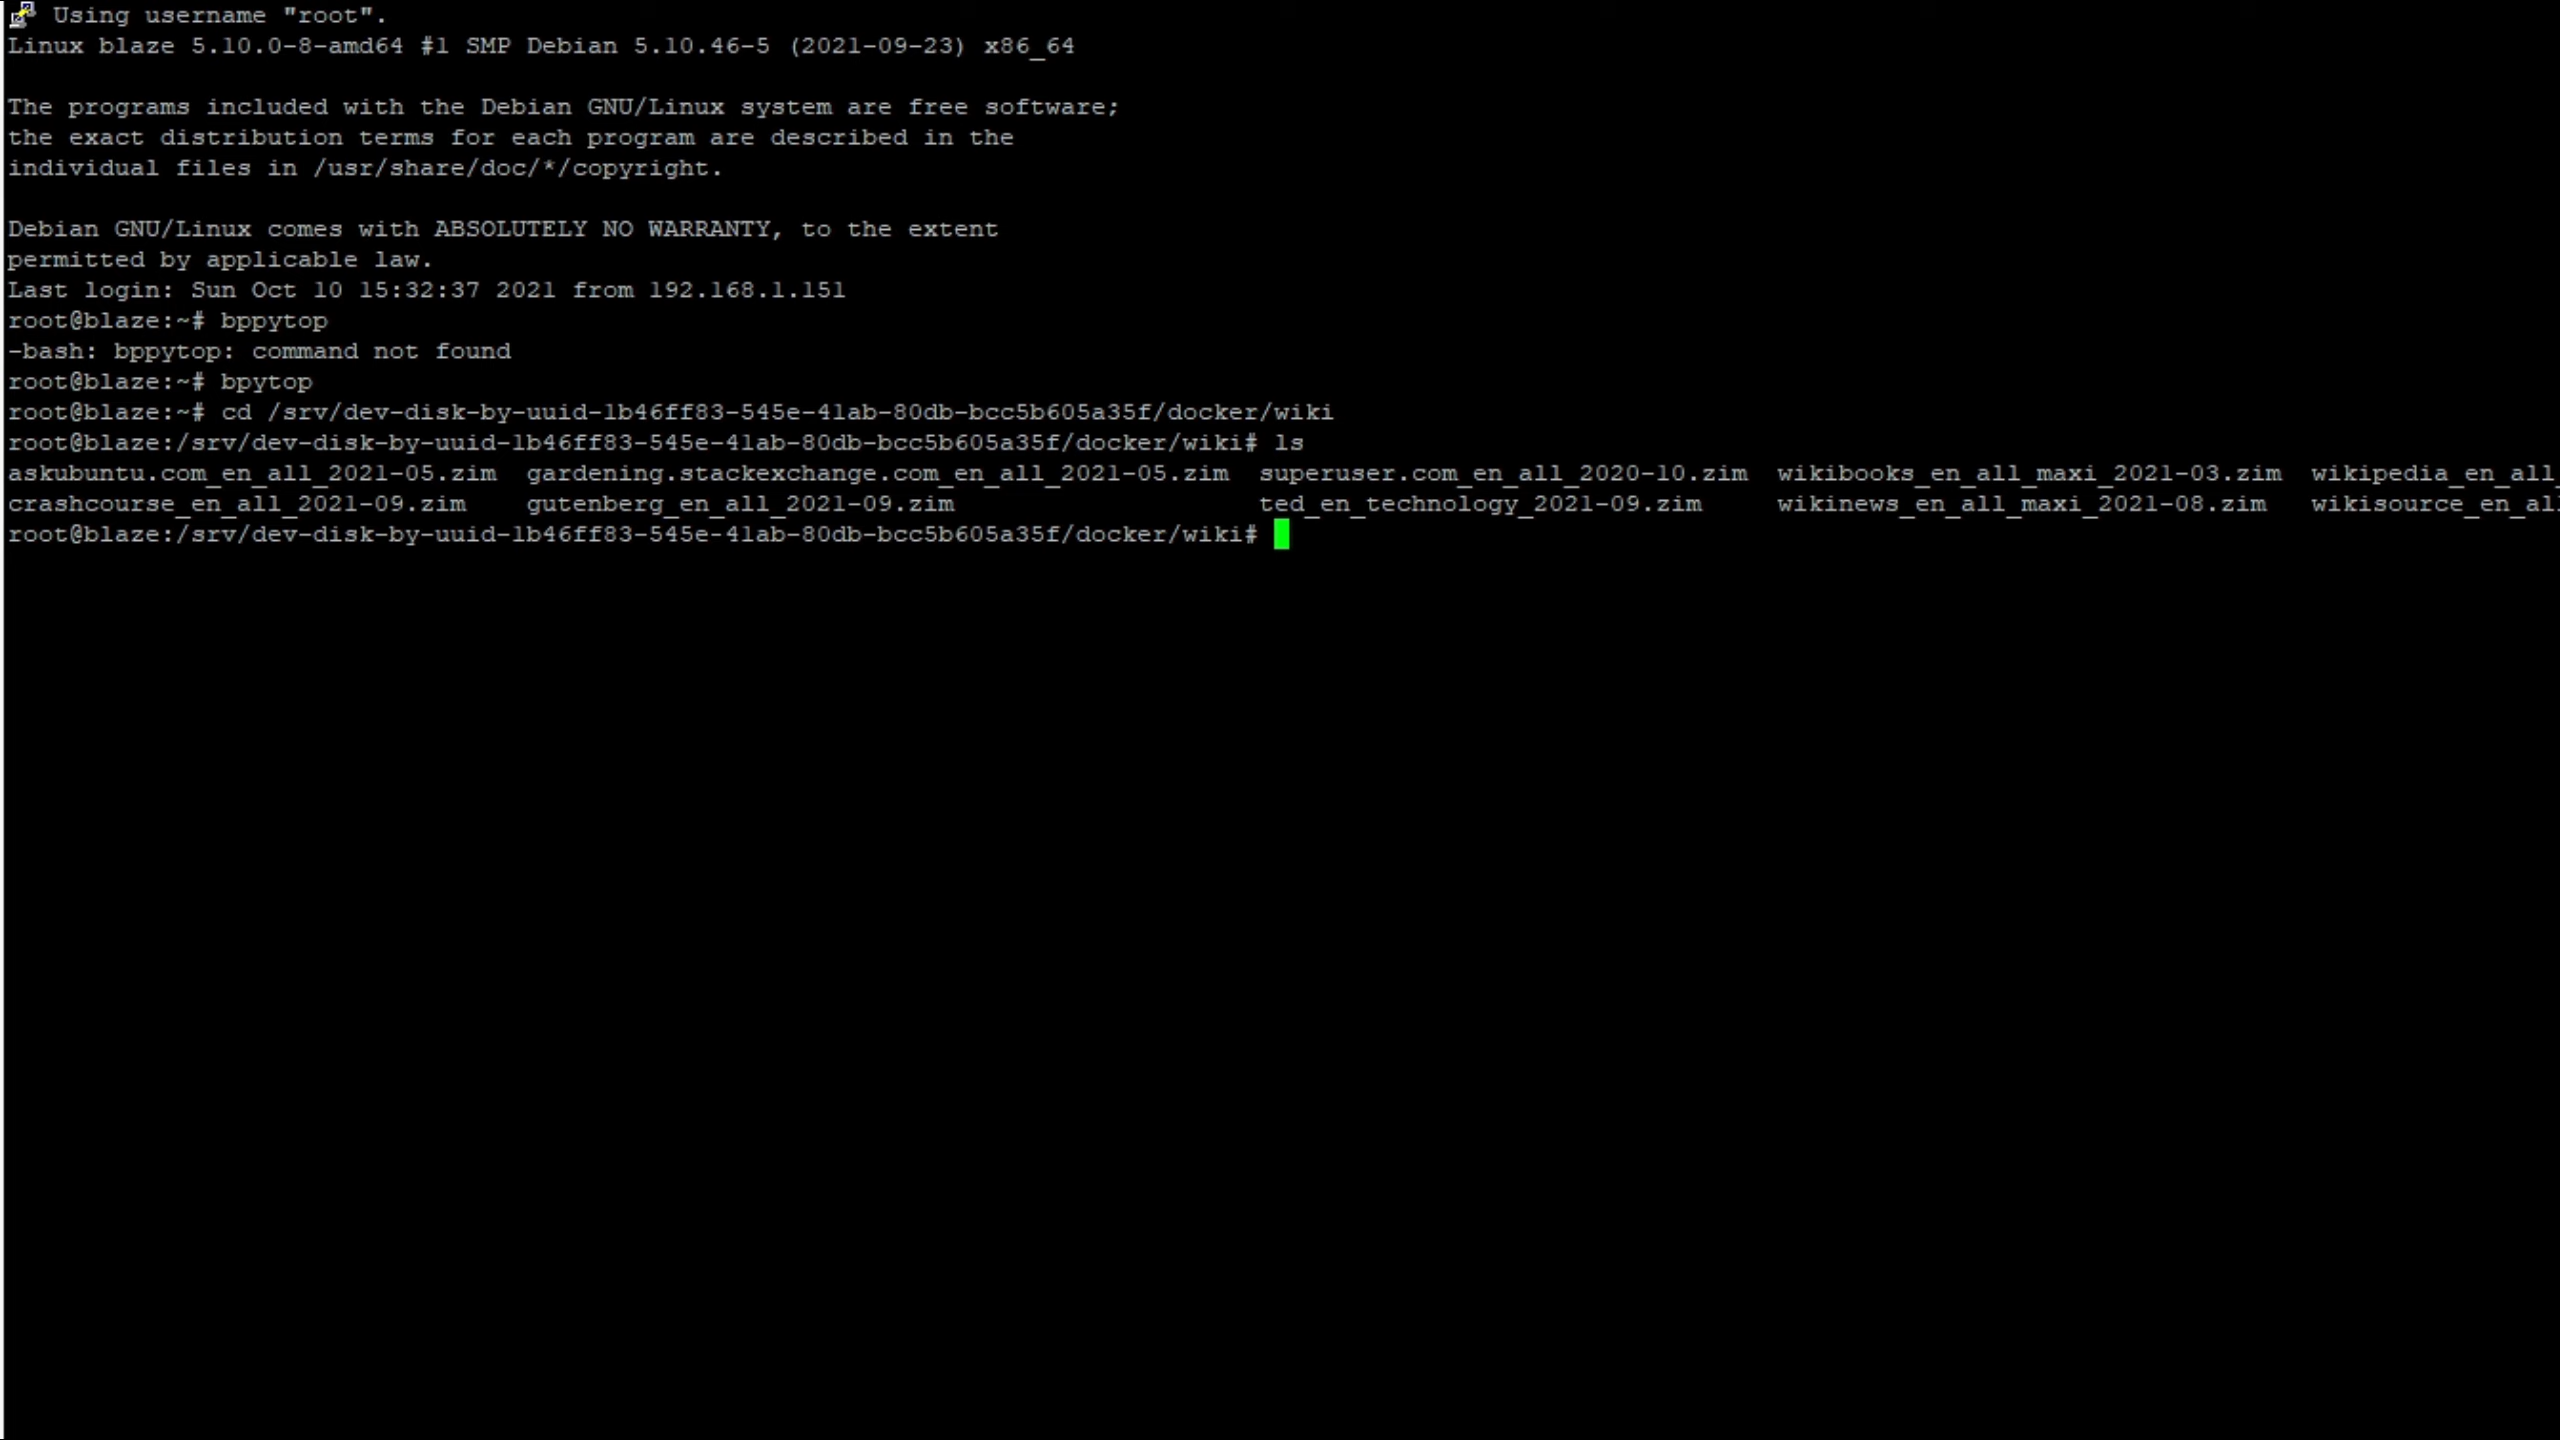 Using username "root".
Linux blaze 5.10.0-8-amd64 #1 SMP Debian 5.10.46-5 (2021-09-23) x86_64
The programs included with the Debian GNU/Linux system are free software;
the exact distribution terms for each program are described in the
individual files in /usr/share/doc/*/copyright.
Debian GNU/Linux comes with ABSOLUTELY NO WARRANTY, to the extent
permitted by applicable law.
Last login: Sun Oct 10 15:32:37 2021 from 192.168.1.151
root@blaze:~# bppytop
-bash: bppytop: command not found
root@blaze:~# bpytop
root@blaze:~# cd /srv/dev-disk-by-uuid-1b46ff83-545e-41ab-80db-bcc5b605a35f/docker/wiki
root@blaze:/srv/dev-disk-by-uuid-1b46ff83-545e-41ab-80db-bcc5b605a35f/docker/wiki# ls
askubuntu.com_en_all_2021-05.zim  gardening.stackexchange.com_en_all_2021-05.zim  superuser.com_en_all_2020-10.zim  wikibooks_en_all_maxi_2021-03.zim  wikipedia_en_all_
crashcourse_en_all_2021-09.zim    gutenberg_en_all_2021-09.zim                    ted_en_technology_2021-09.zim     wikinews_en_all_maxi_2021-08.zim   wikisource_en_al
root@blaze:/srv/dev-disk-by-uuid-1b46ff83-545e-41ab-80db-bcc5b605a35f/docker/wiki#